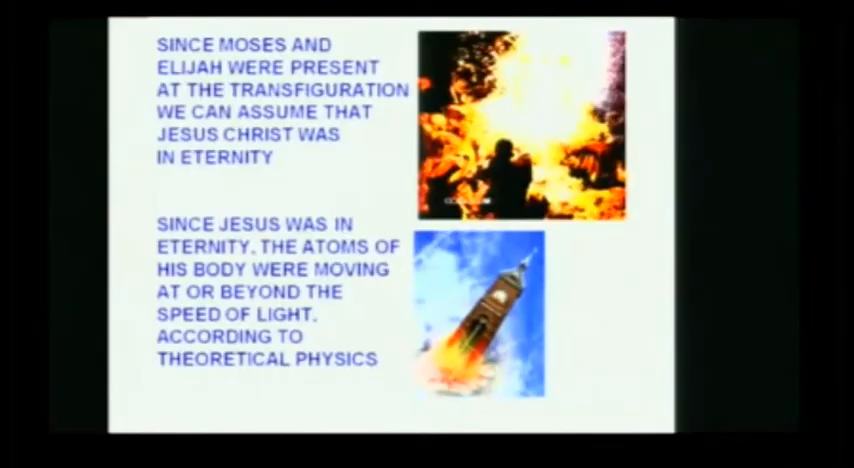 SINCE MOSES AND
ELIJAH WERE PRESENT
AT THE TRANSFIGURATION
WE CAN ASSUME THAT
JESUS CHRIST WAS
IN ETERNITY
SINCE JESUS WAS IN
ETERNITY, THE ATOMS OF
HIS BODY WERE MOVING
AT OR BEYOND THE
SPEED OF LIGHT,
ACCORDING TO
THEORETICAL PHYSICS